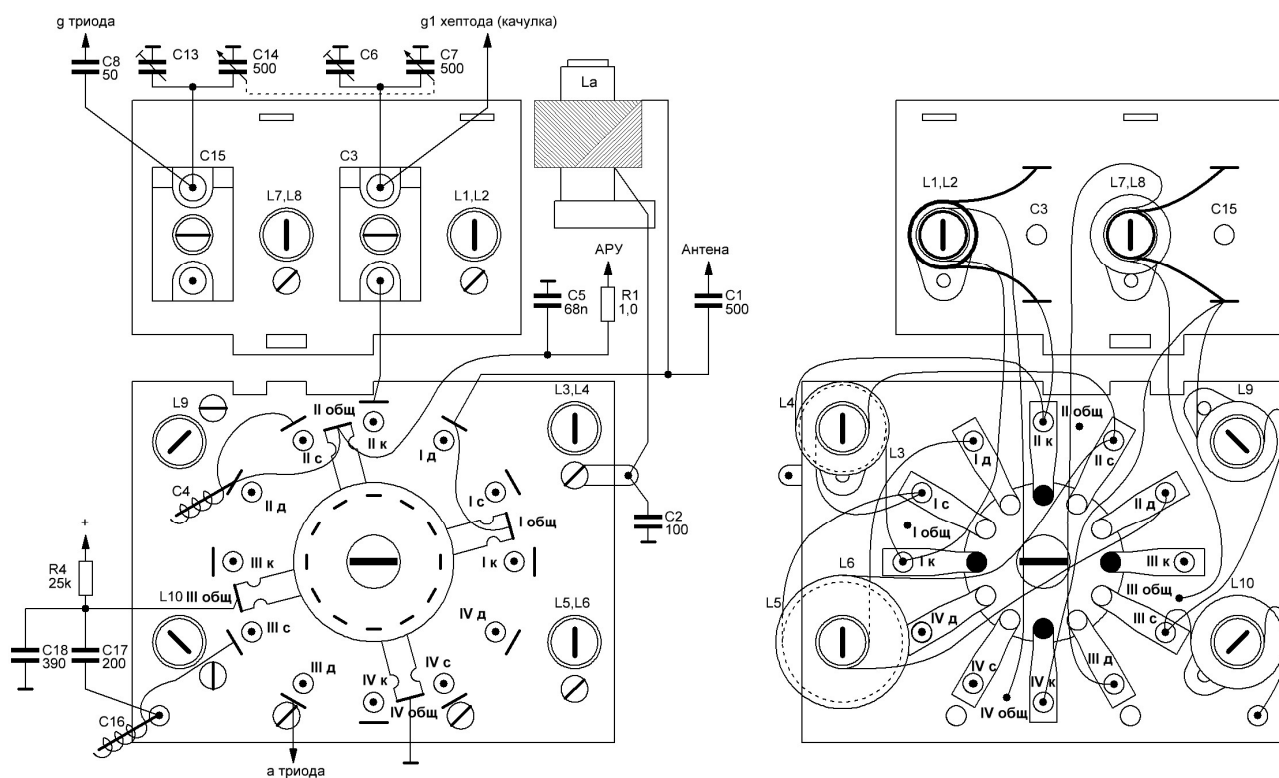 g триода
g1 хептода (качулка)
C8
50
C13
C14
500
C6
C7
500
La
C15
C3
L7,L8
L1,L2
АРУ
Антена
C5
68n
R1
1,0
C1
500
L9
II общ
II с
II к
I д
L3,L4
C4
II д
I с
I общ
C2
100
+
R4
25k
III к
I к
L10
III общ
III с
IV д
L5,L6
C18
390
C17
200
III д
IV к
IV с
IV общ
C16
а триода
L1,L2
C3
L7,L8
C15
L4
L3
II общ
II к
I д
II с
L9
I с
II д
I общ
L6
I к
III к
L5
III общ
L10
IV д
III с
IV с
III д
IV к
IV общ